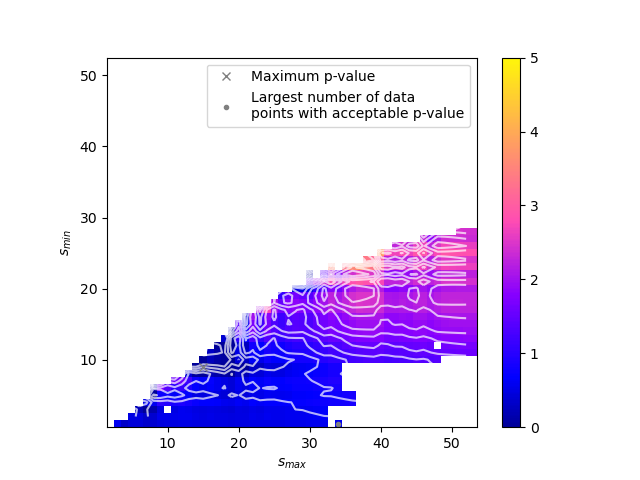 Maximum p-value
Largest number of data
points with acceptable p-value
50
40
30
20
10
s_min
10 20 30 40 50
s_max
5
4
3
2
1
0